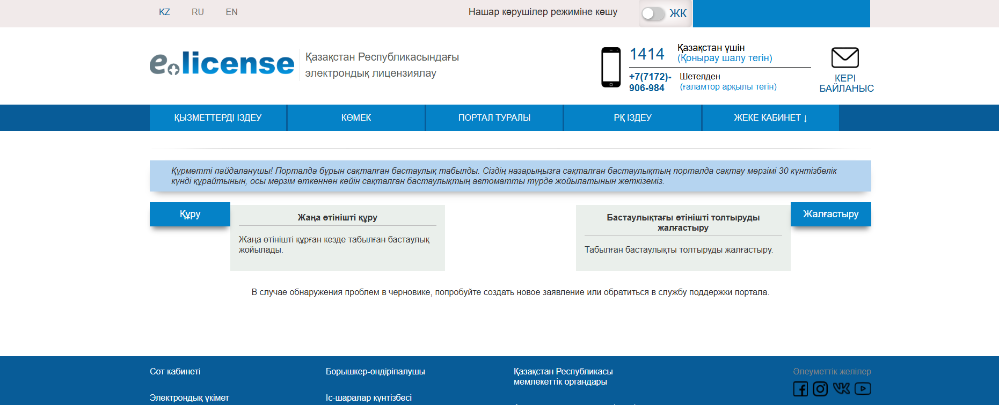 KZ RU EN
Нашар көрушілер режиміне көшу
ЖК
e.license
Қазақстан Республикасындағы
электрондық лицензиялау
1414
Қазақстан үшін
(Қонырау шалу тегін)
+7(7172)-
906-984
Шетелден
(ғаламтор арқылы тегін)
КЕРІ
БАЙЛАНЫС
ҚЫЗМЕТТЕРДІ ІЗДЕУ
КӨМЕК
ПОРТАЛ ТУРАЛЫ
РҚ ІЗДЕУ
ЖЕКЕ КАБИНЕТ ↓
Құрметті пайдаланушы! Порталда бұрын сақталған бастаулық табылды. Сіздің назарыңызға сақталған бастаулықтың порталда сақтау мерзімі 30 күнтізбелік
күнді құрайтынын, осы мерзім өткеннен кейін сақталған бастаулықтың автоматты түрде жойылатынын жеткіземіз.
Құру
Жаңа өтінішті құру
Жаңа өтінішті құрған кезде табылған бастаулық
жойылады.
Бастаулықтағы өтінішті толтыруды
жалғастыру
Табылған бастаулықты толтыруды жалғастыру.
Жалғастыру
В случае обнаружения проблем в черновике, попробуйте создать новое заявление или обратиться в службу поддержки портала.
Сот кабинеті
Электрондық үкімет
Борышкер-өндіріпалушы
Іс-шаралар күнтізбесі
Қазақстан Республикасы
мемлекеттік органдары
Әлеуметтік желілер